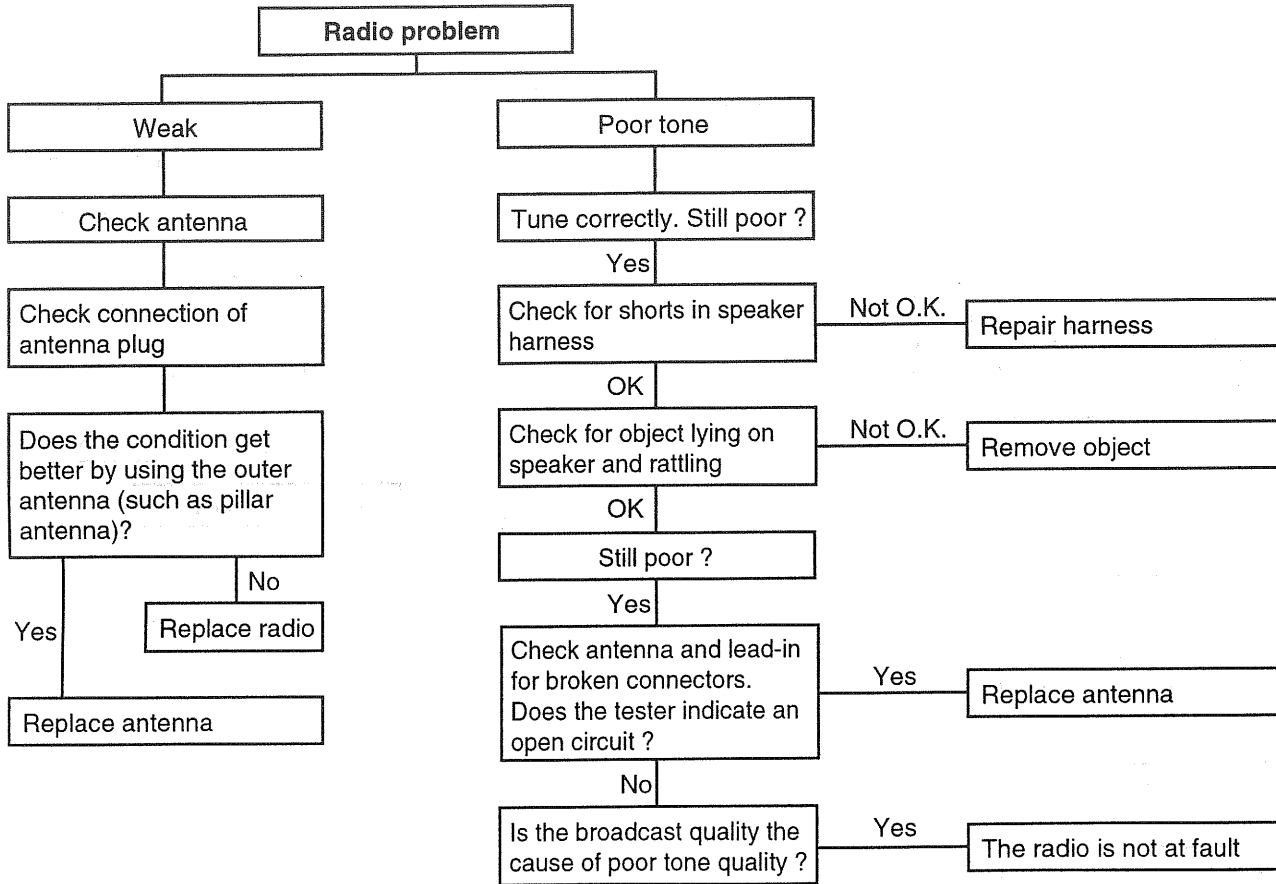 Radio problem
Weak
Check antenna
Check connection of
antenna plug
Does the condition get
better by using the outer
antenna (such as pillar
antenna)?
No
Replace radio
Yes
Replace antenna
Poor tone
Tune correctly. Still poor ?
Yes
Check for shorts in speaker
harness
Not O.K.
Repair harness
OK
Check for object lying on
speaker and rattling
Not O.K.
Remove object
OK
Still poor ?
Yes
Check antenna and lead-in
for broken connectors.
Does the tester indicate an
open circuit ?
Yes
Replace antenna
No
Is the broadcast quality the
cause of poor tone quality ?
Yes
The radio is not at fault